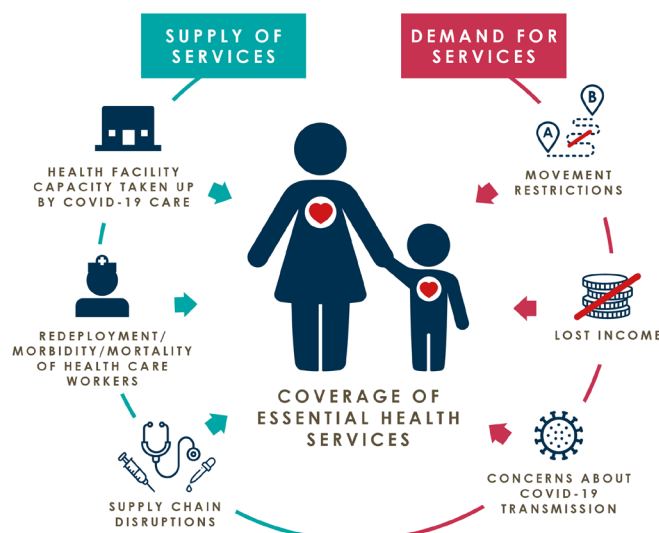 SUPPLY OF
SERVICES
DEMAND FOR
SERVICES
HEALTH FACILITY
CAPACITY TAKEN UP
BY COVID-19 CARE
REDEPLOYMENT/
MORBIDITY/MORTALITY
OF HEALTH CARE
WORKERS
SUPPLY CHAIN
DISRUPTIONS
COVERAGE OF
ESSENTIAL HEALTH
SERVICES
A
B
MOVEMENT
RESTRICTIONS
LOST INCOME
CONCERNS ABOUT
COVID-19
TRANSMISSION